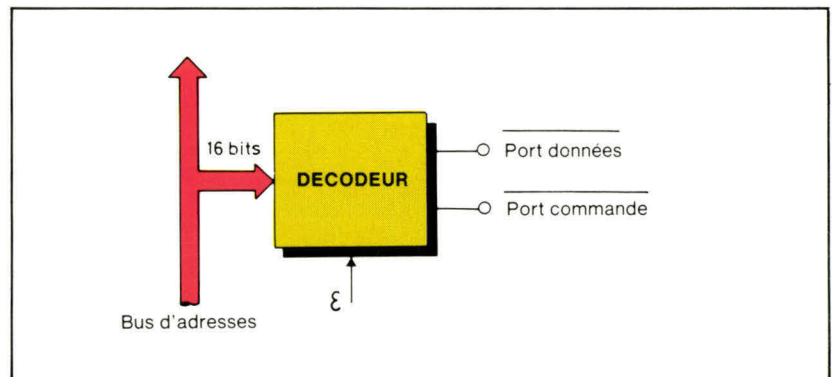 16 bits
DECODEUR
Port données
Port commande
ε
Bus d'adresses